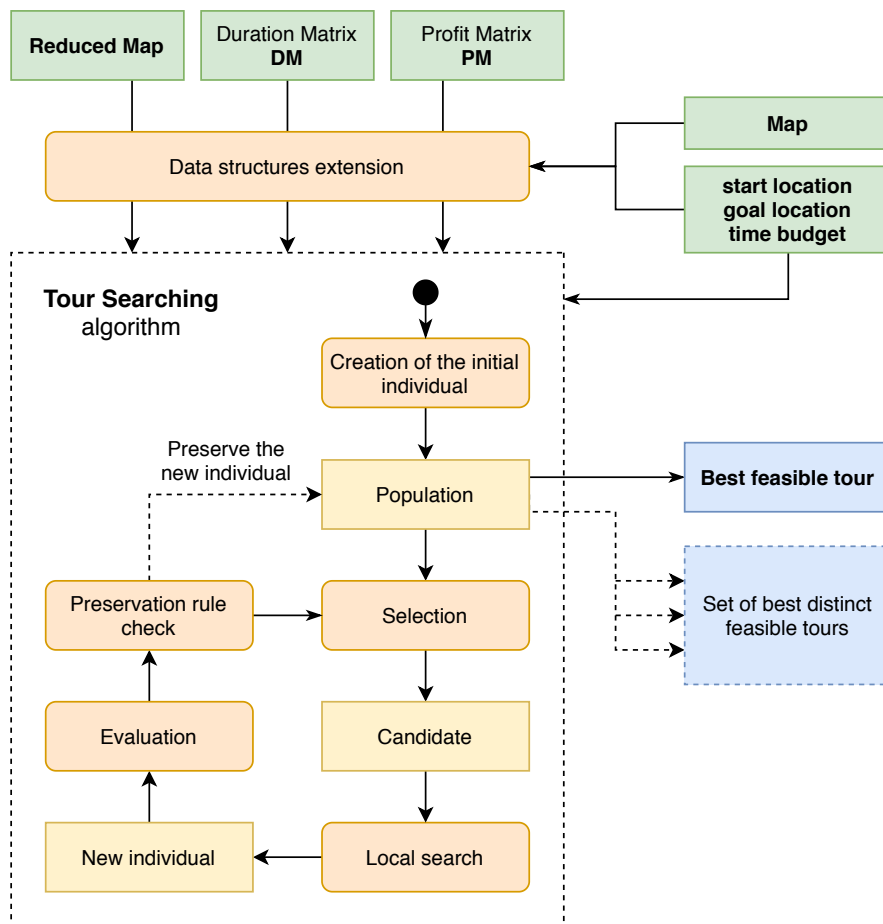 Reduced Map
Duration Matrix
DM
Profit Matrix
PM
Map
Data structures extension
start location
goal location
time budget
Tour Searching
algorithm
Creation of the initial
individual
Preserve the
new individual
Population
Best feasible tour
Preservation rule
check
Selection
Set of best distinct
feasible tours
Evaluation
Candidate
New individual
Local search